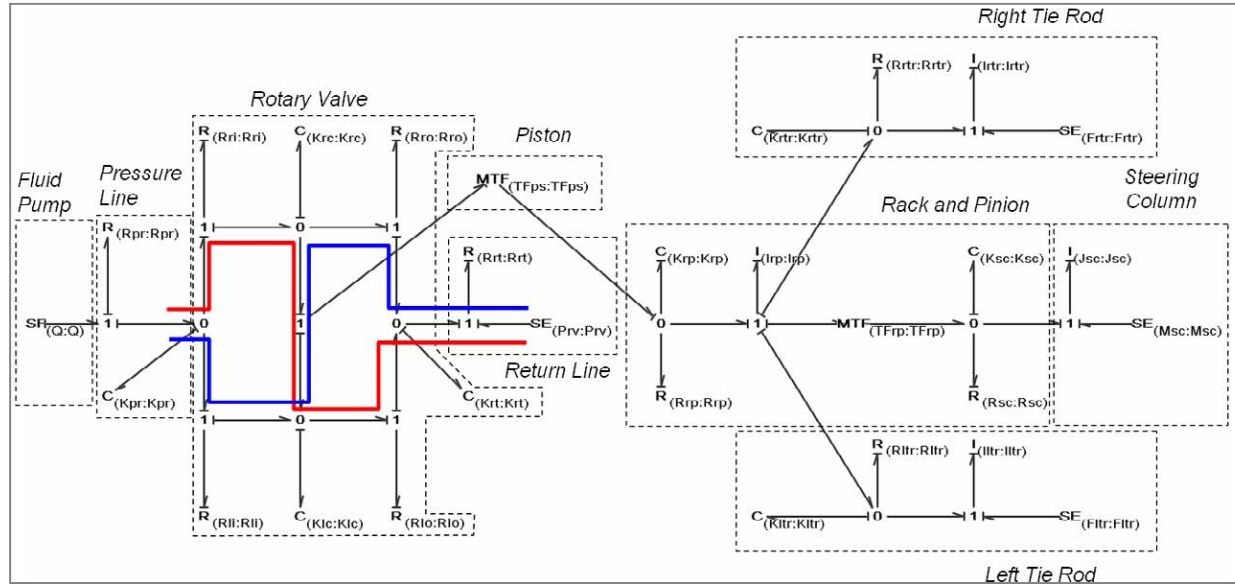 Right Tie Rod
R (Rrtr:Rrtr)
I (Irtr:Irtr)
C (Krtr:Krtr)
0
1
SE (Frtr:Frtr)
Rotary Valve
R (Rri:Rri)
C (Krc:Krc)
R (Rro:Rro)
Piston
MTF (TFps:TFps)
Fluid
Pump
Pressure
Line
R (Rpr:Rpr)
1
0
1
Rack and Pinion
Steering
Column
R (Rrt:Rrt)
C (Krp:Krp)
I (Irp:Irp)
C (Ksc:Ksc)
I (Jsc:Jsc)
(Q:Q)
1
0
1
0
1
SE (Prv:Prv)
0
1
MTF (TFrp:TFrp)
0
1
SE (Msc:Msc)
Return Line
C (Kpr:Kpr)
C (Krt:Krt)
R (Rrp:Rrp)
R (Rsc:Rsc)
1
0
1
R (Rli:Rli)
C (Klc:Klc)
R (Rlo:Rlo)
R (Rltr:Rltr)
I (Iltr:Iltr)
C (Kltr:Kltr)
0
1
SE (Fltr:Fltr)
Left Tie Rod